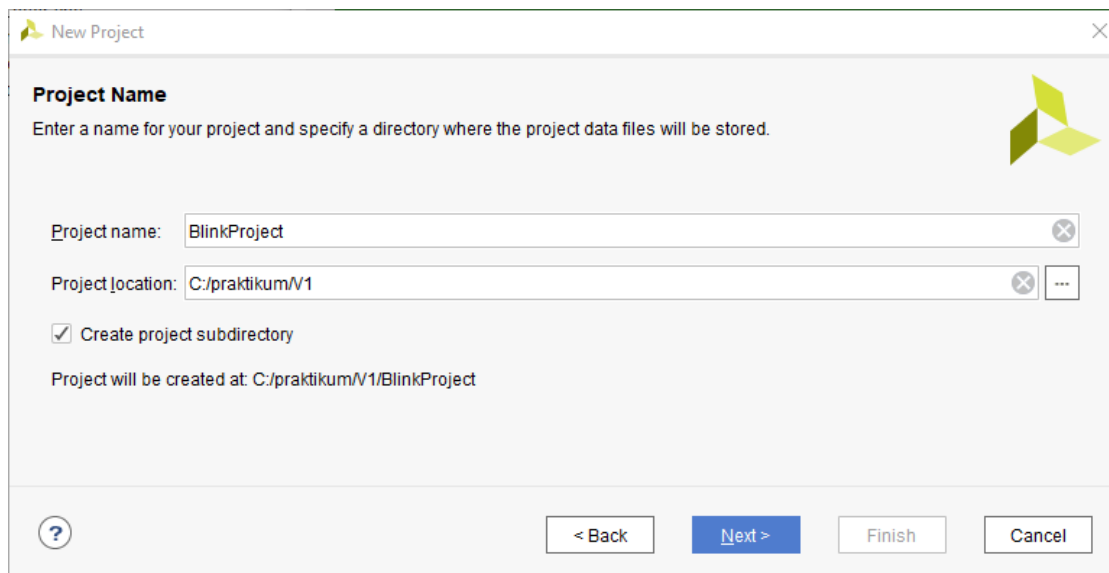 New Project
Project Name
Enter a name for your project and specify a directory where the project data files will be stored.
Project name: BlinkProject
Project location: C:/praktikum/V1 ...
Create project subdirectory
Project will be created at: C:/praktikum/V1/BlinkProject
? < Back Next > Finish Cancel